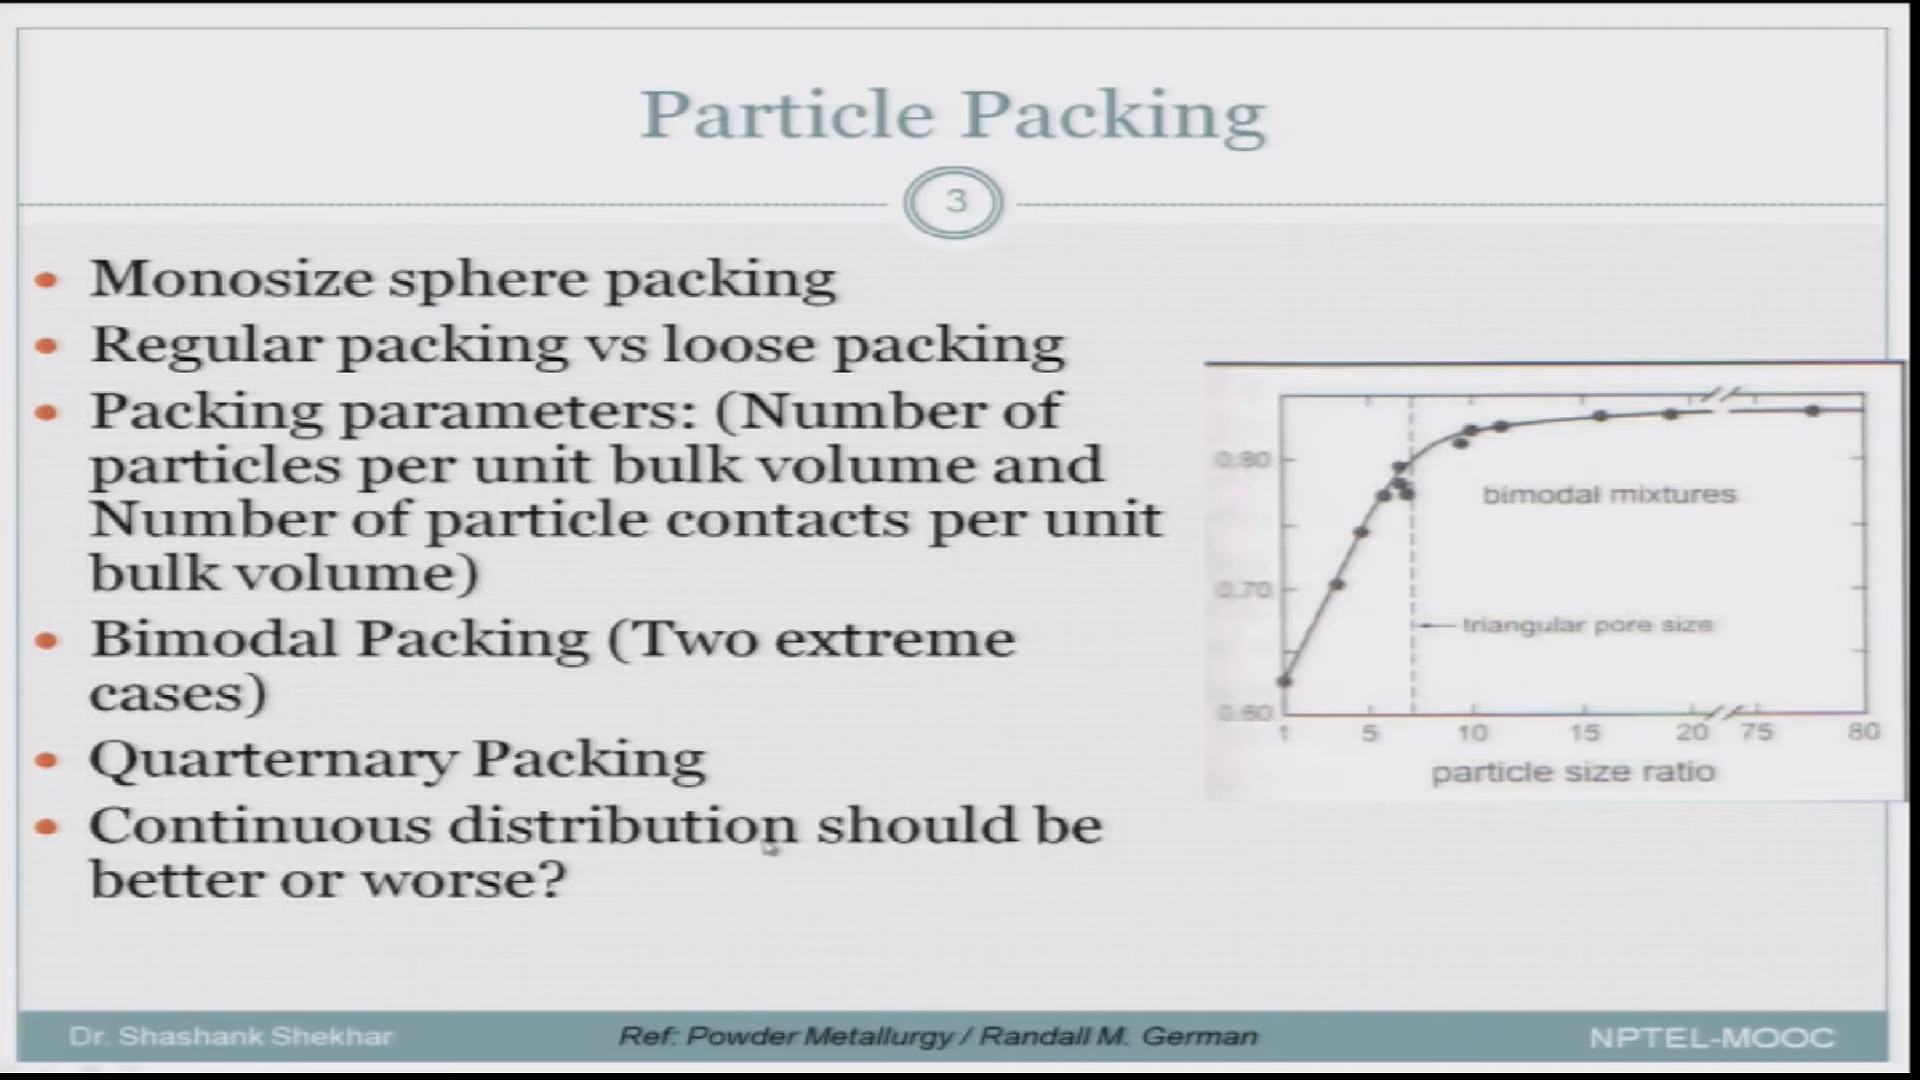 Particle Packing
3
Monosize sphere packing
Regular packing vs loose packing
Packing parameters: (Number of
particles per unit bulk volume and
Number of particle contacts per unit
bulk volume)
Bimodal Packing (Two extreme
cases)
Quarternary Packing
Continuous distribution should be
better or worse?
0.80
bimodal mixtures
0.70
triangular pore size
0.60
1 5 10 15 20 75 80
particle size ratio
Dr. Shashank Shekhar
Ref: Powder Metallurgy / Randall M. German
NPTEL-MOOC